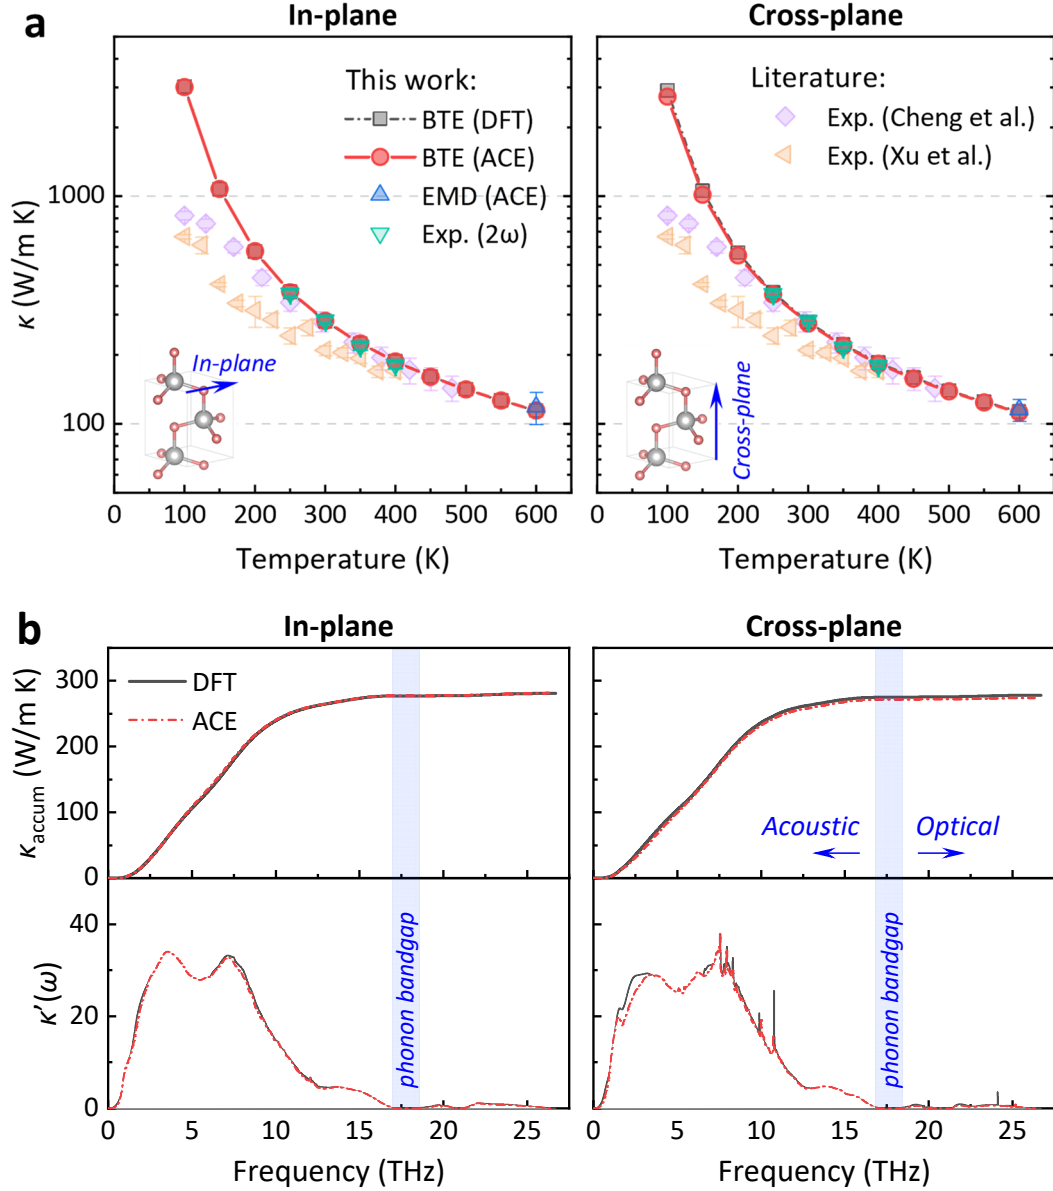 a
In-plane
Cross-plane
κ (W/m K)
1000
100
This work:
BTE (DFT)
BTE (ACE)
EMD (ACE)
Exp. (2ω)
In-plane
Literature:
Exp. (Cheng et al.)
Exp. (Xu et al.)
Cross-plane
0 100 200 300 400 500 600
0 100 200 300 400 500 600
Temperature (K)
Temperature (K)
b
In-plane
Cross-plane
κaccum (W/m K)
300
200
100
0
DFT
ACE
Acoustic
Optical
κ′(ω)
40
20
0
phonon bandgap
phonon bandgap
0 5 10 15 20 25
0 5 10 15 20 25
Frequency (THz)
Frequency (THz)